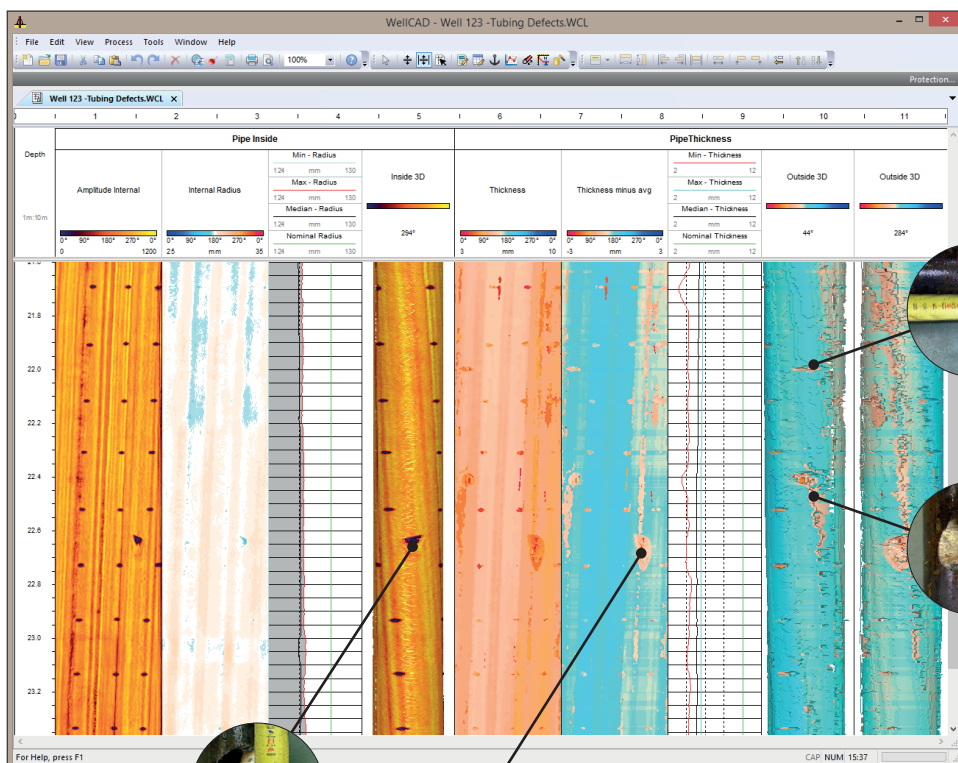 WellCAD - Well 123 -Tubing Defects.WCL
File Edit View Process Tools Window Help
100%
Protection...
Well 123 -Tubing Defects.WCL
1 2 3 4 5 6 7 8 9 10 11
Pipe Inside PipeThickness
Depth
1m:10m
Amplitude Internal
0° 90° 180° 270° 0°
0 1200
Internal Radius
0° 90° 180° 270° 0°
25 mm 35
Min - Radius
124 mm 130
Max - Radius
124 mm 130
Median - Radius
124 mm 130
Nominal Radius
124 mm 130
Inside 3D
294°
Thickness
0° 90° 180° 270° 0°
3 mm 10
Thickness minus avg
0° 90° 180° 270° 0°
-3 mm 3
Min - Thickness
2 mm 12
Max - Thickness
2 mm 12
Median - Thickness
2 mm 12
Nominal Thickness
2 mm 12
Outside 3D
44°
Outside 3D
284°
21.8
22.0
22.2
22.4
22.6
22.8
23.0
23.2
For Help, press F1
CAP NUM 15:37